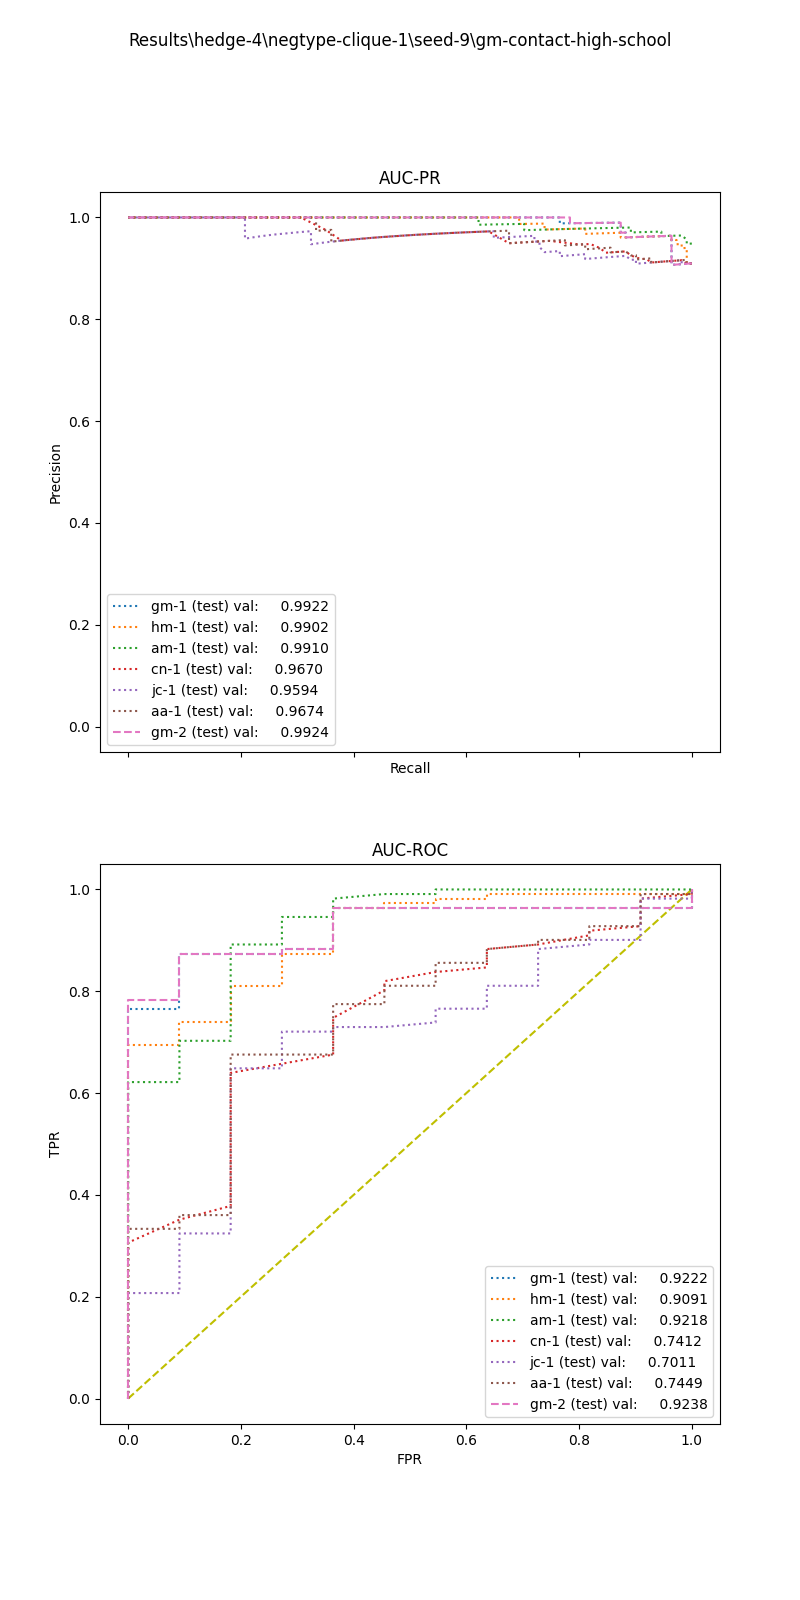 Results\hedge-4\negtype-clique-1\seed-9\gm-contact-high-school
AUC-PR
1.0
0.8
0.6
0.4
0.2
0.0
Precision
gm-1 (test) val: 0.9922
hm-1 (test) val: 0.9902
am-1 (test) val: 0.9910
cn-1 (test) val: 0.9670
jc-1 (test) val: 0.9594
aa-1 (test) val: 0.9674
gm-2 (test) val: 0.9924
Recall
AUC-ROC
1.0
0.8
0.6
0.4
0.2
0.0
TPR
gm-1 (test) val: 0.9222
hm-1 (test) val: 0.9091
am-1 (test) val: 0.9218
cn-1 (test) val: 0.7412
jc-1 (test) val: 0.7011
aa-1 (test) val: 0.7449
gm-2 (test) val: 0.9238
0.0 0.2 0.4 0.6 0.8 1.0
FPR